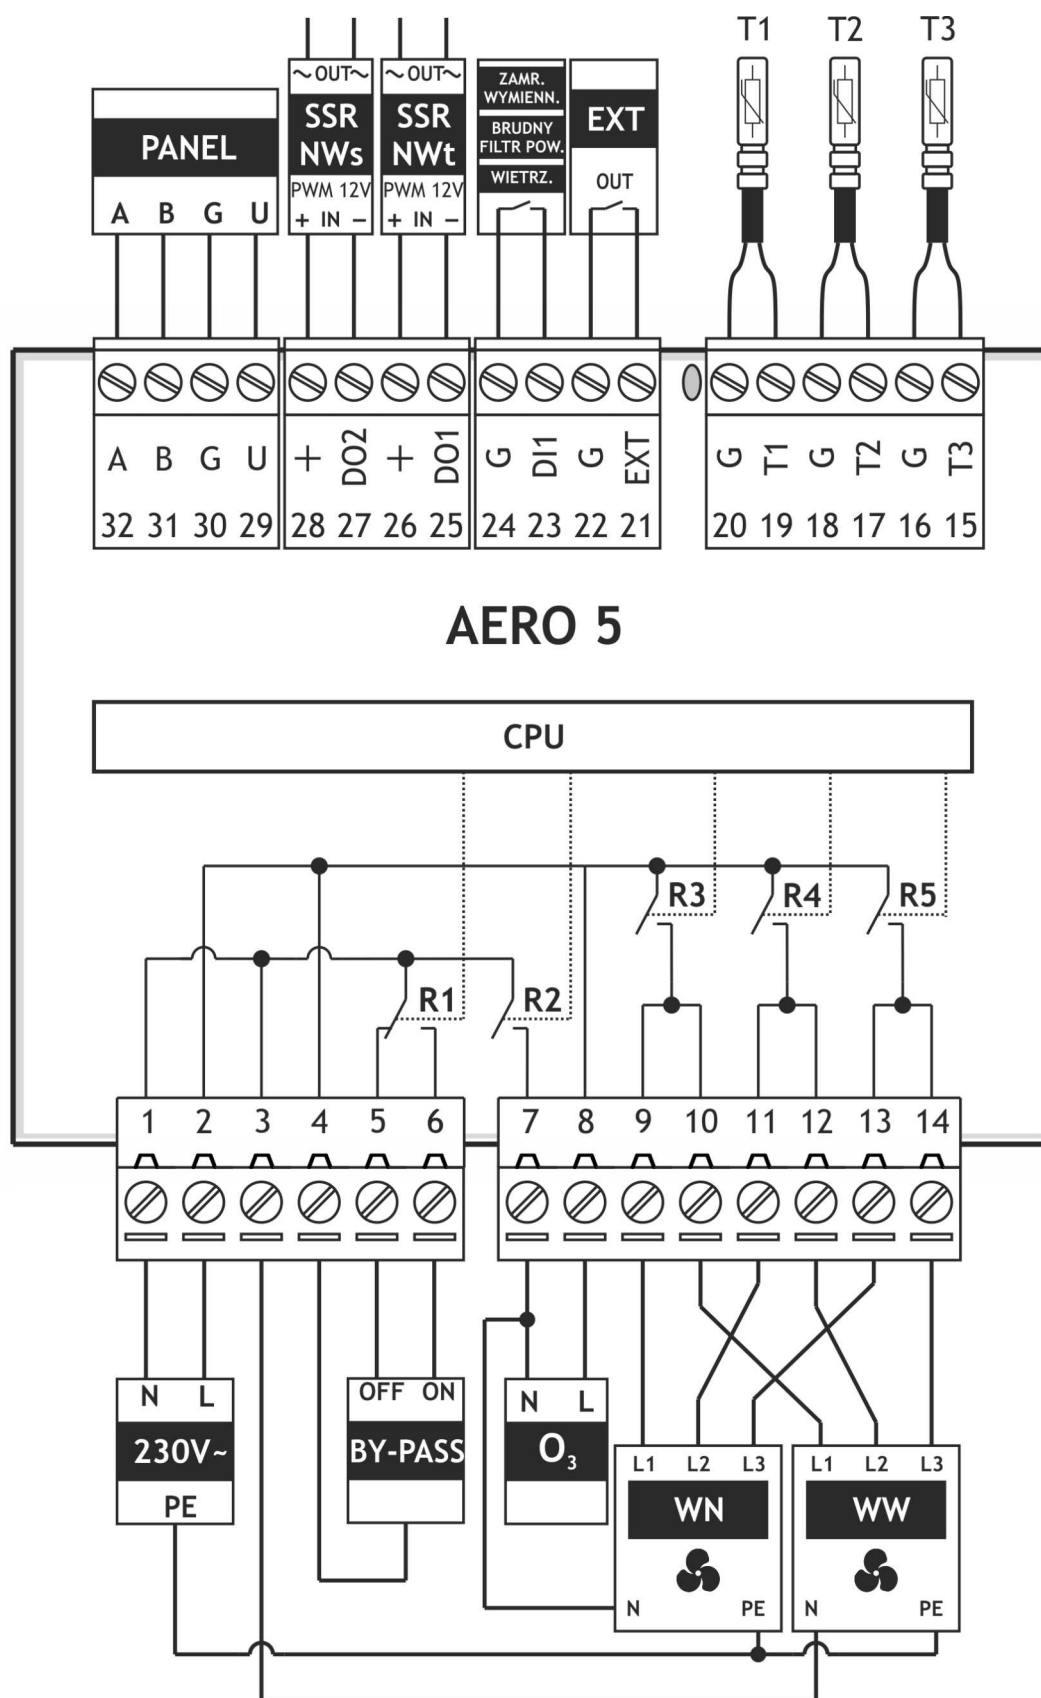 T1 T2 T3
~OUT~ ~OUT~
ZAMR.
WYMIENN.
SSR SSR
NWs NWt
BRUDNY
FILTR POW.
EXT
PANEL
WIETRZ.
PWM 12V PWM 12V
OUT
A B G U
+ IN − + IN −
A B G U + DO2 + DO1 G DI1 G EXT G T1 G T2 G T3
32 31 30 29 28 27 26 25 24 23 22 21 20 19 18 17 16 15
AERO 5
CPU
R3 R4 R5
R1 R2
1 2 3 4 5 6 7 8 9 10 11 12 13 14
N L OFF ON N L
230V~ BY-PASS O₃
PE
L1 L2 L3 L1 L2 L3
WN WW
N PE N PE